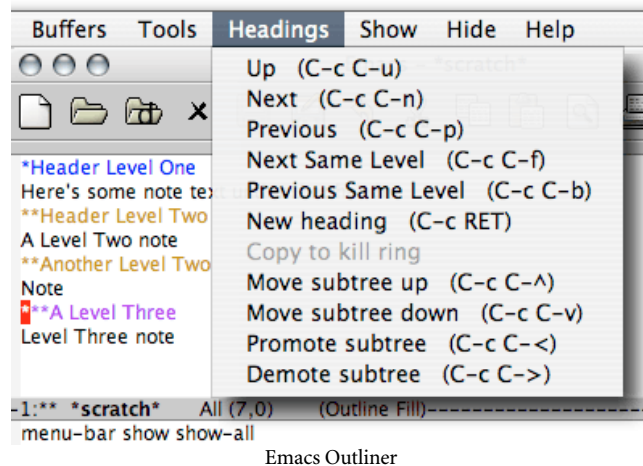 Buffers Tools Headings Show Hide Help
*scratch*
Up (C-c C-u)
Next (C-c C-n)
Previous (C-c C-p)
Next Same Level (C-c C-f)
Previous Same Level (C-c C-b)
New heading (C-c RET)
Copy to kill ring
Move subtree up (C-c C-^)
Move subtree down (C-c C-v)
Promote subtree (C-c C-<)
Demote subtree (C-c C->)
*Header Level One
Here's some note text
**Header Level Two
A Level Two note
**Another Level Two
Note
***A Level Three
Level Three note
-1:** *scratch* All (7,0) (Outline Fill)--
menu-bar show show-all
Emacs Outliner